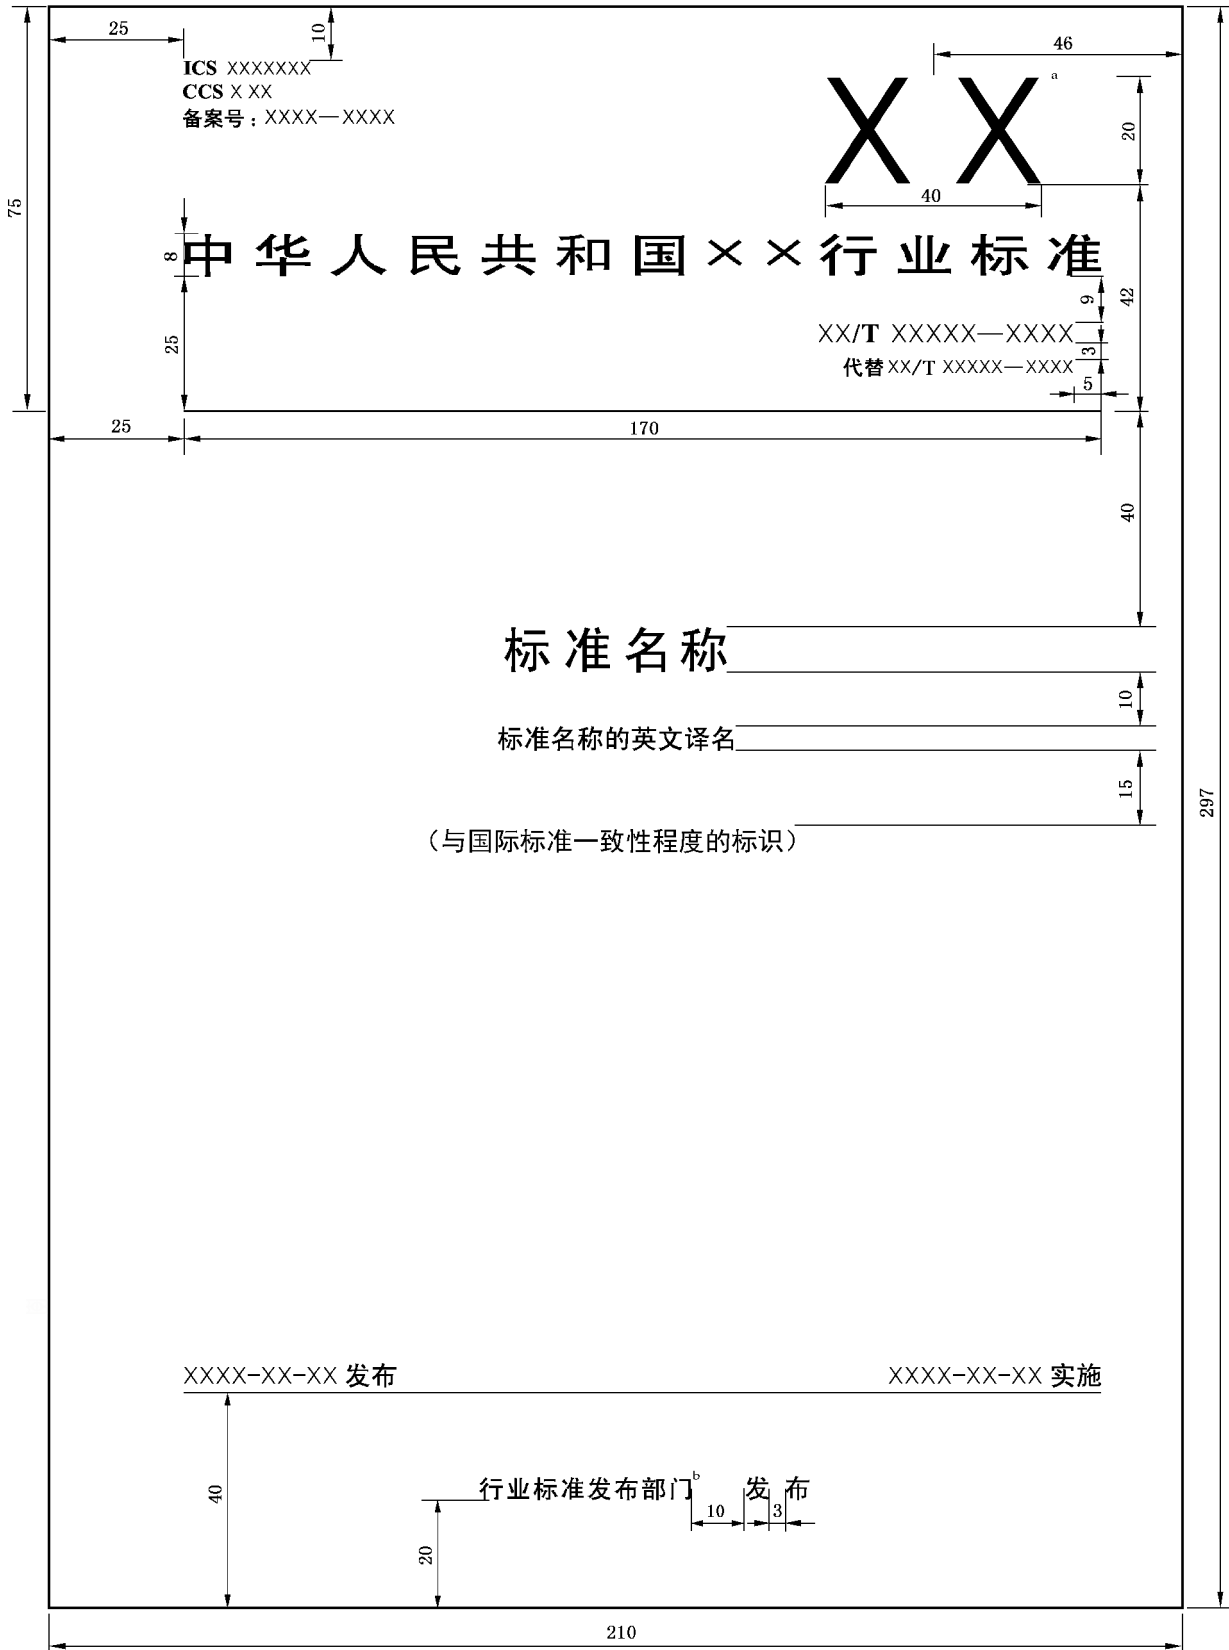 25
10
46
ICS XXXXXXX
CCS X XX
备案号：XXXX—XXXX
XX a
20
40
75
8
中华人民共和国××行业标准
25
9
42
XX/T XXXXX—XXXX
3
代替XX/T XXXXX—XXXX
5
25
170
40
标准名称
10
标准名称的英文译名
15
297
（与国际标准一致性程度的标识）
XXXX-XX-XX 发布
XXXX-XX-XX 实施
40
行业标准发布部门b 发布
10
3
20
210